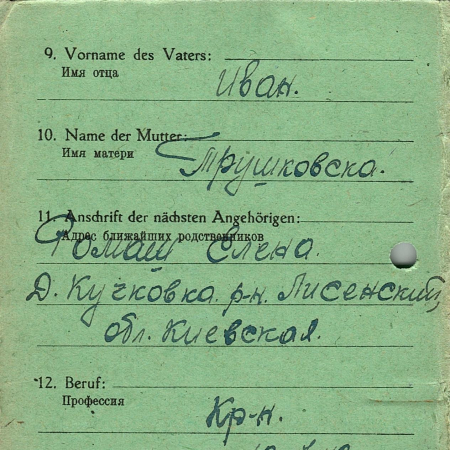 9. Vorname des Vaters:
Имя отца
Иван.
10. Name der Mutter:
Имя матери
Трушковска.
11. Anschrift der nächsten Angehörigen:
Адрес ближайших родственников
Ромаш Елена.
Д. Кучковка. р-н. Лисенский,
обл. Киевская.
12. Beruf:
Профессия
Кр-н.